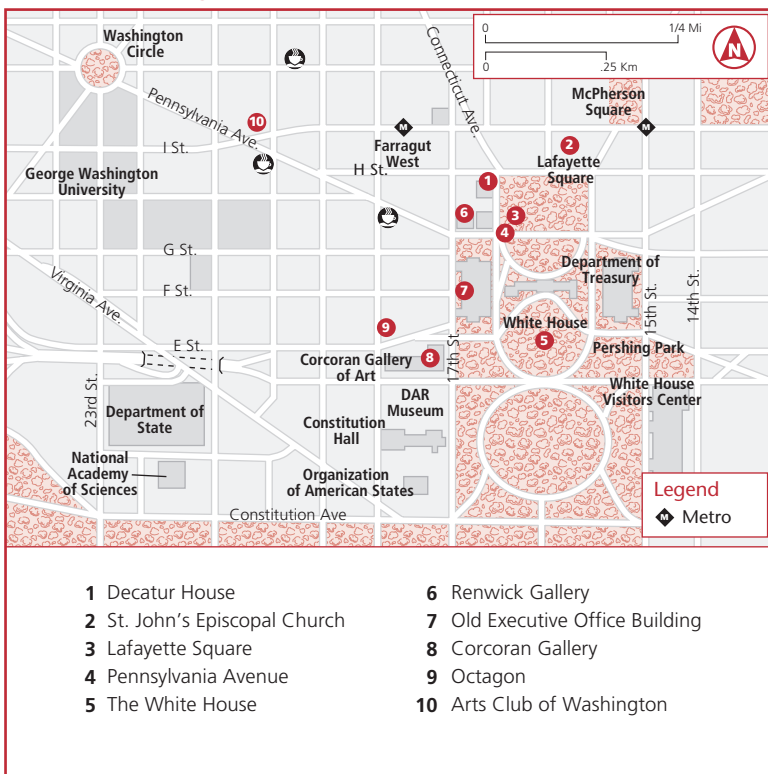 Washington
Circle
Connecticut Ave.
0
1/4 Mi
0
.25 Km
N
McPherson
Square
Pennsylvania Ave.
10
M
M
I St.
Farragut
West
2
Lafayette
Square
H St.
George Washington
University
1
6
3
4
G St.
Department of
Treasury
Virginia Ave.
F St.
7
15th St.
14th St.
White House
5
9
E St.
17th St.
Pershing Park
Corcoran Gallery
of Art
8
23rd St.
White House
Visitors Center
DAR
Museum
Department of
State
Constitution
Hall
National
Academy
of Sciences
Organization
of American States
Constitution Ave
Legend
M Metro
1 Decatur House
2 St. John’s Episcopal Church
3 Lafayette Square
4 Pennsylvania Avenue
5 The White House
6 Renwick Gallery
7 Old Executive Office Building
8 Corcoran Gallery
9 Octagon
10 Arts Club of Washington